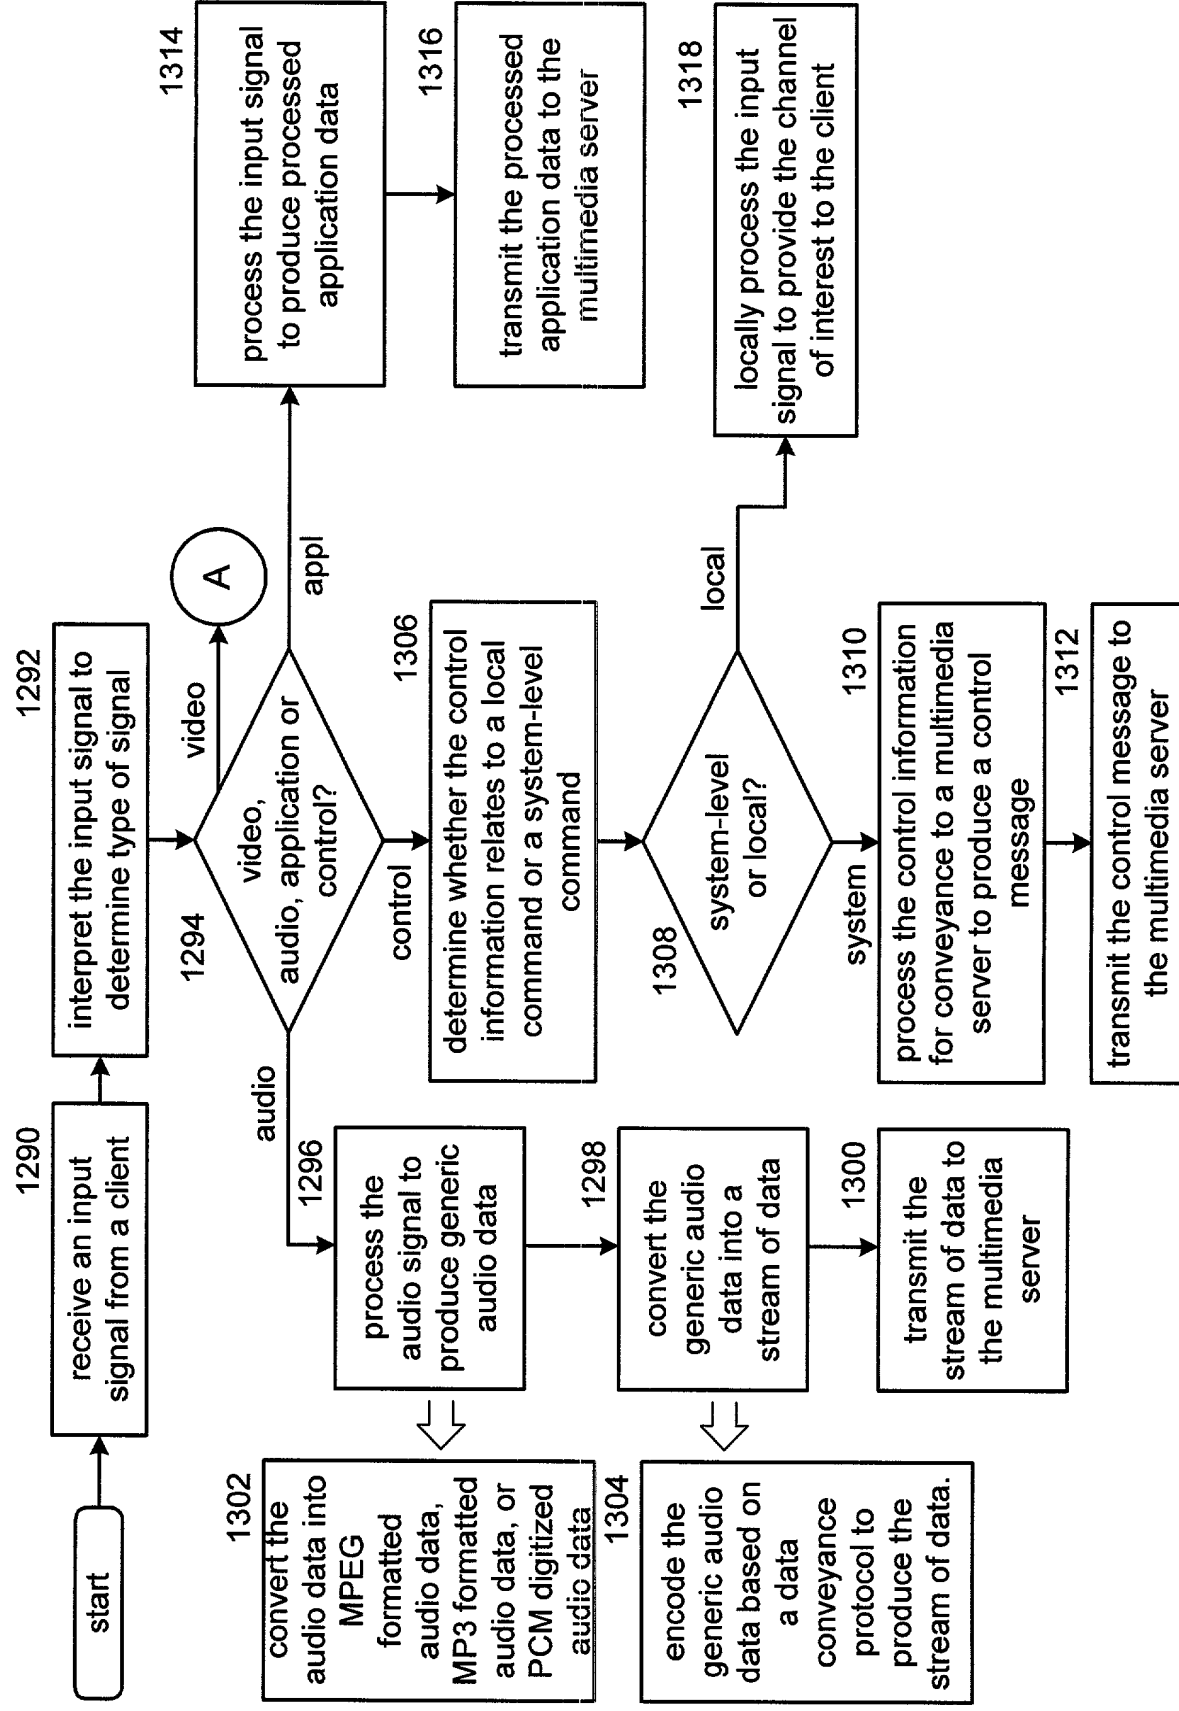 start
1290
receive an input
signal from a client
1292
interpret the input signal to
determine type of signal
1294
video,
audio, application or
control?
video
A
appl
audio
control
1314
process the input signal
to produce processed
application data
1316
transmit the processed
application data to the
multimedia server
1296
process the
audio signal to
produce generic
audio data
1302
convert the
audio data into
MPEG
formatted
audio data,
MP3 formatted
audio data, or
PCM digitized
audio data
1298
convert the
generic audio
data into a
stream of data
1304
encode the
generic audio
data based on
a data
conveyance
protocol to
produce the
stream of data.
1300
transmit the
stream of data to
the multimedia
server
1306
determine whether the control
information relates to a local
command or a system-level
command
1308
system-level
or local?
local
system
1318
locally process the input
signal to provide the channel
of interest to the client
1310
process the control information
for conveyance to a multimedia
server to produce a control
message
1312
transmit the control message to
the multimedia server